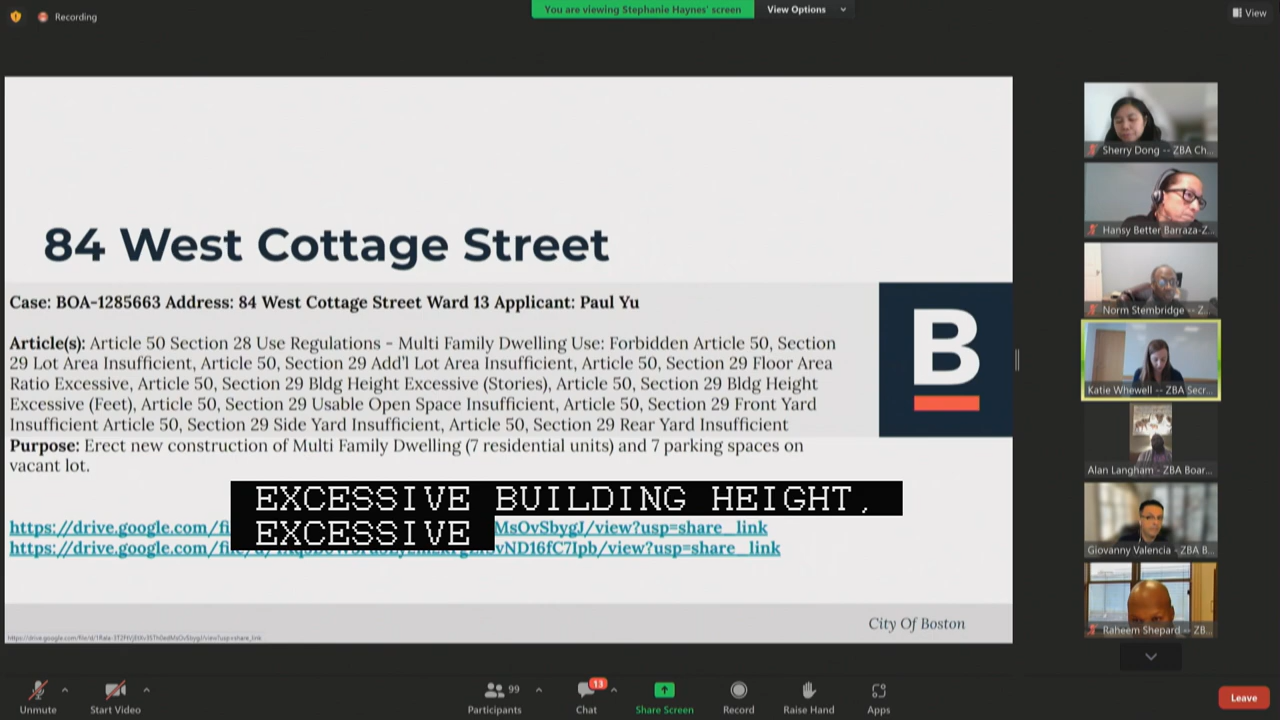 Recording
You are viewing Stephanie Haynes' screen
View Options
View
84 West Cottage Street
Case: BOA-1285663 Address: 84 West Cottage Street Ward 13 Applicant: Paul Yu
Article(s): Article 50 Section 28 Use Regulations - Multi Family Dwelling Use: Forbidden Article 50, Section
29 Lot Area Insufficient, Article 50, Section 29 Add'l Lot Area Insufficient, Article 50, Section 29 Floor Area
Ratio Excessive, Article 50, Section 29 Bldg Height Excessive (Stories), Article 50, Section 29 Bldg Height
Excessive (Feet), Article 50, Section 29 Usable Open Space Insufficient, Article 50, Section 29 Front Yard
Insufficient Article 50, Section 29 Side Yard Insufficient, Article 50, Section 29 Rear Yard Insufficient
Purpose: Erect new construction of Multi Family Dwelling (7 residential units) and 7 parking spaces on
vacant lot.
B
EXCESSIVE BUILDING HEIGHT,
EXCESSIVE
https://drive.google.com/fi MsOvSbygJ/view?usp=share_link
https://drive.google.com/file vND16fC7Ipb/view?usp=share_link
City Of Boston
Sherry Dong -- ZBA Ch...
Hansy Better Barraza-Z...
Norm Stembridge -- Z...
Katie Whewell -- ZBA Secr...
Alan Langham - ZBA Boar...
Giovanny Valencia -- ZBA B...
Raheem Shepard -- ZB...
Unmute
Start Video
99
Participants
13
Chat
Share Screen
Record
Raise Hand
Apps
Leave